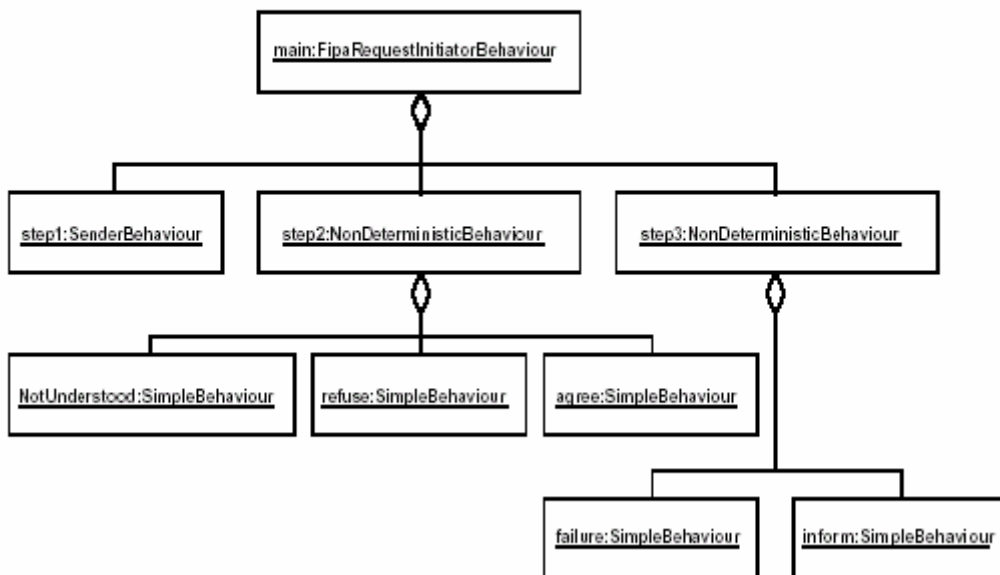 main:FipaRequestInitiatorBehaviour
step1:SenderBehaviour
step2:NonDeterministicBehaviour
step3:NonDeterministicBehaviour
NotUnderstood:SimpleBehaviour
refuse:SimpleBehaviour
agree:SimpleBehaviour
failure:SimpleBehaviour
inform:SimpleBehaviour